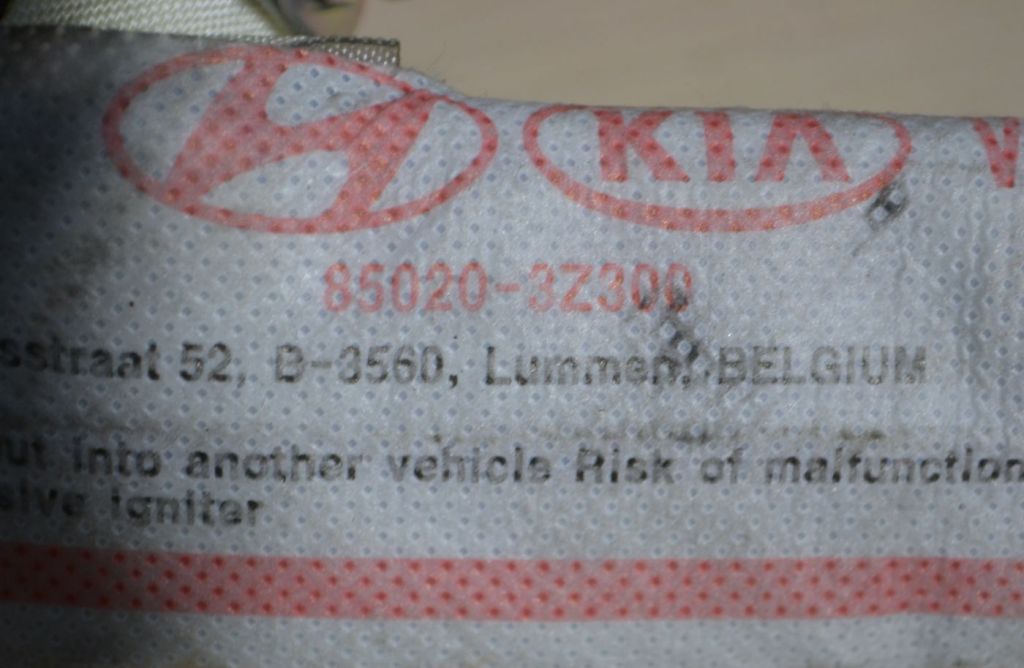 KIA
85020-3Z300
sstraat 52, B-3560, Lummen, BELGIUM
ut into another vehicle Risk of malfunction
sive igniter